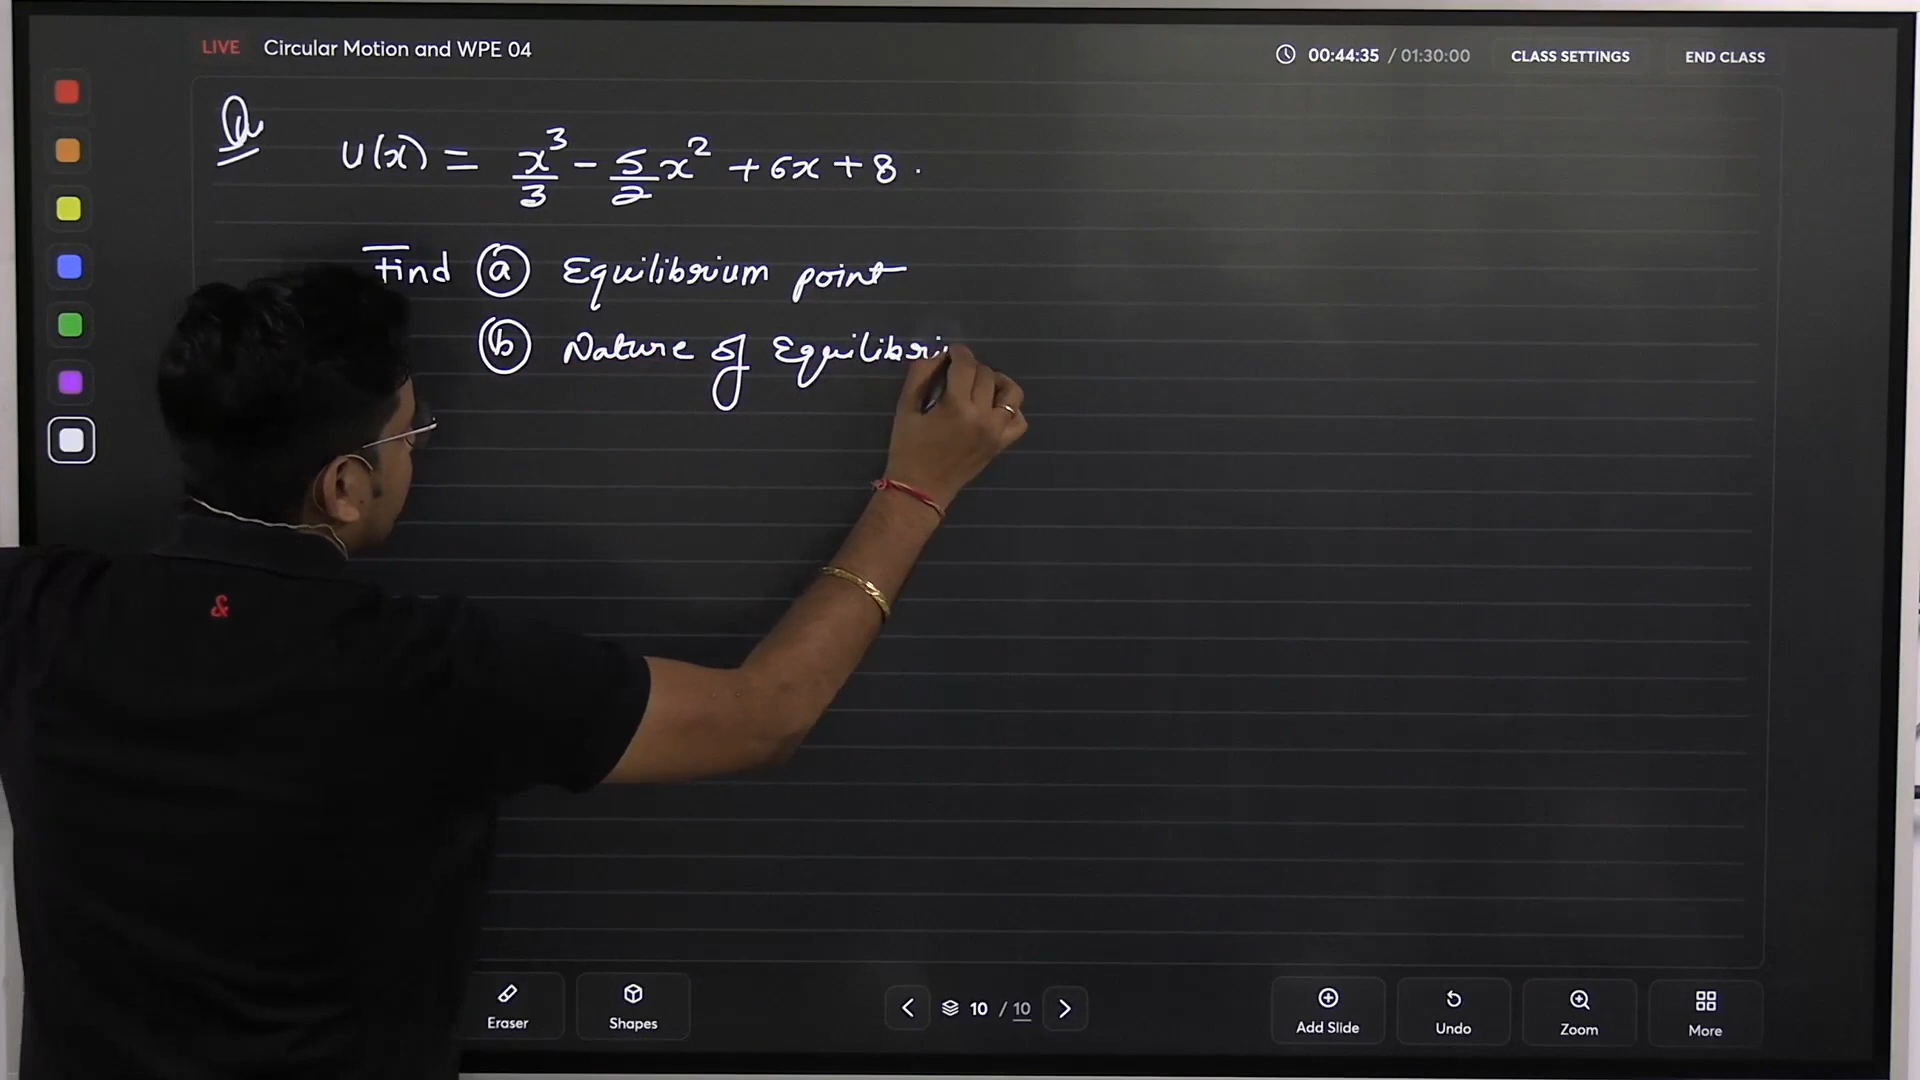 LIVE Circular Motion and WPE 04 00:44:35 / 01:30:00 CLASS SETTINGS END CLASS
Q
U(x) = x³/3 - 5/2 x² + 6x + 8 .
Find (a) Equilibrium point
(b) Nature of Equilibri
&
Eraser Shapes 10 / 10 Add Slide Undo Zoom More